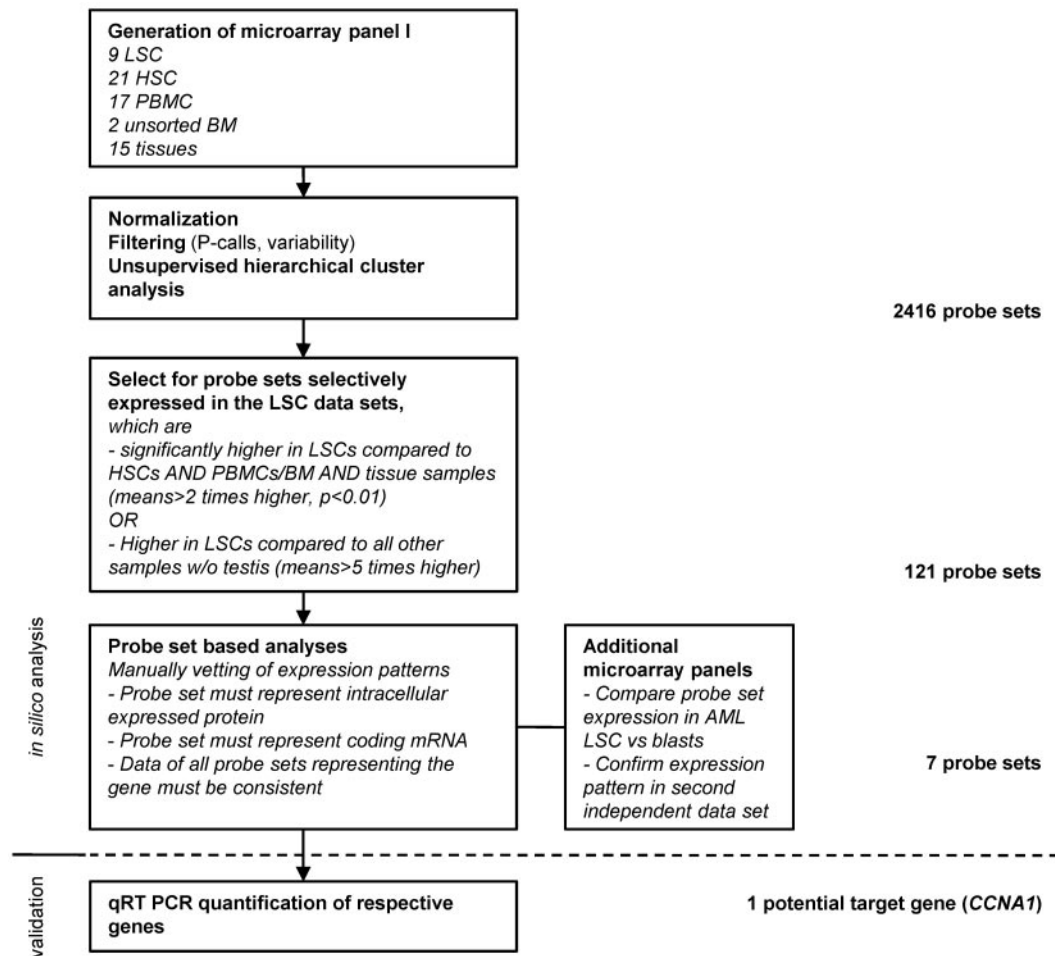 Generation of microarray panel I
9 LSC
21 HSC
17 PBMC
2 unsorted BM
15 tissues
Normalization
Filtering (P-calls, variability)
Unsupervised hierarchical cluster
analysis
2416 probe sets
Select for probe sets selectively
expressed in the LSC data sets,
which are
- significantly higher in LSCs compared to
HSCs AND PBMCs/BM AND tissue samples
(means>2 times higher, p<0.01)
OR
- Higher in LSCs compared to all other
samples w/o testis (means>5 times higher)
121 probe sets
in silico analysis
Probe set based analyses
Manually vetting of expression patterns
- Probe set must represent intracellular
expressed protein
- Probe set must represent coding mRNA
- Data of all probe sets representing the
gene must be consistent
Additional
microarray panels
- Compare probe set
expression in AML
LSC vs blasts
- Confirm expression
pattern in second
independent data set
7 probe sets
validation
qRT PCR quantification of respective
genes
1 potential target gene (CCNA1)